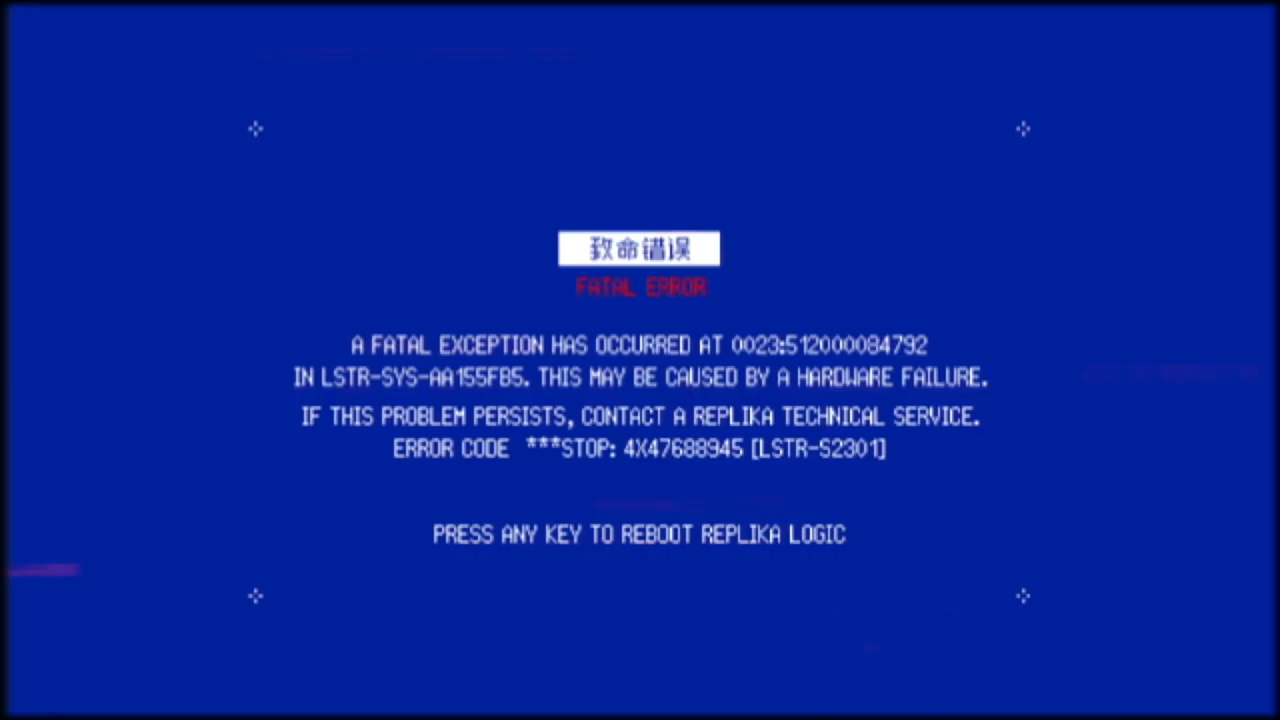 致命错误
FATAL ERROR
A FATAL EXCEPTION HAS OCCURRED AT 0023:512000084792
IN LSTR-SYS-AA155FB5. THIS MAY BE CAUSED BY A HARDWARE FAILURE.
IF THIS PROBLEM PERSISTS, CONTACT A REPLIKA TECHNICAL SERVICE.
ERROR CODE ***STOP: 4X47688945 [LSTR-S2301]
PRESS ANY KEY TO REBOOT REPLIKA LOGIC